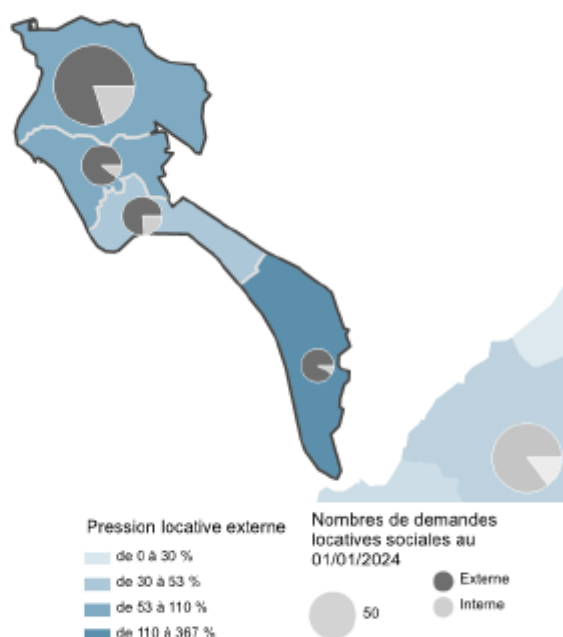 Pression locative externe
de 0 à 30 %
de 30 à 53 %
de 53 à 110 %
de 110 à 367 %
Nombres de demandes
locatives sociales au
01/01/2024
50
Externe
Interne